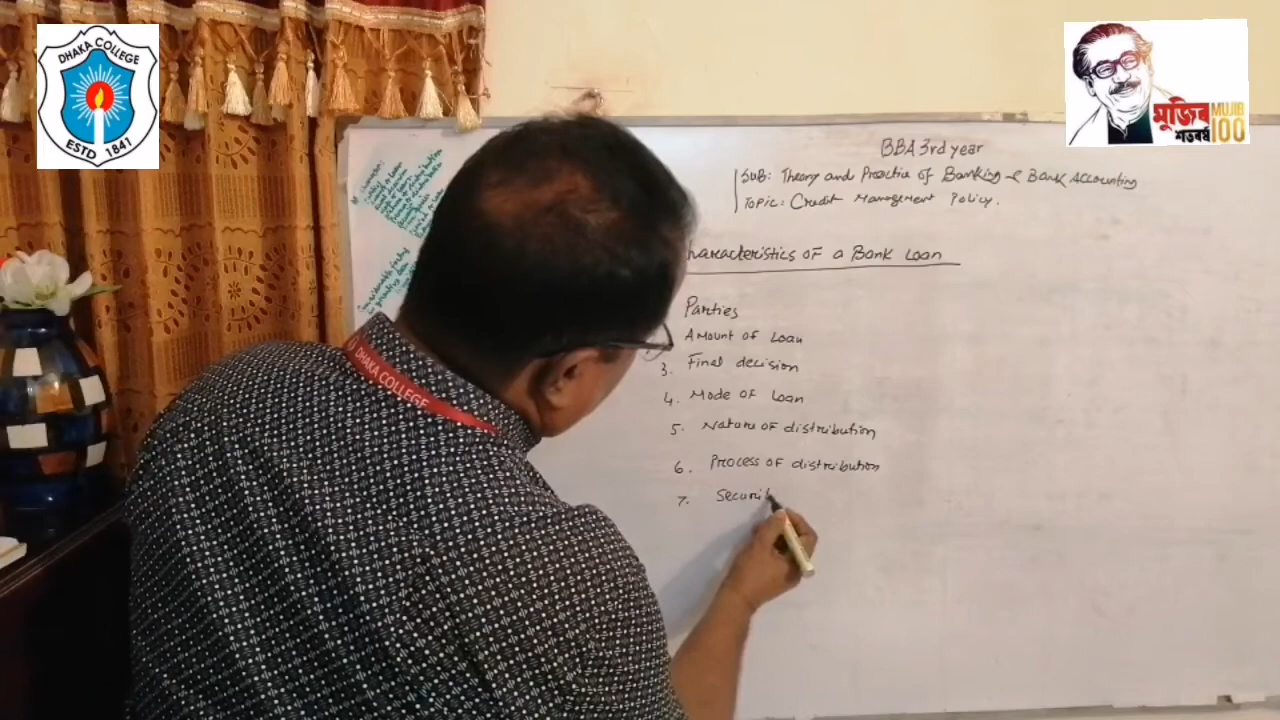 DHAKA COLLEGE
ESTD 1841
মুজিব
শতবর্ষ
MUJIB
100
BBA 3rd year
SUB: Theory and Practice of Banking & Bank Accounting
Topic: Credit Management Policy.
haracteristics of a Bank Loan
Parties
Amount of Loan
3. Final decision
4. Mode of Loan
5. Nature of distribution
6. Process of distribution
7. Securit
DHAKA COLLEGE